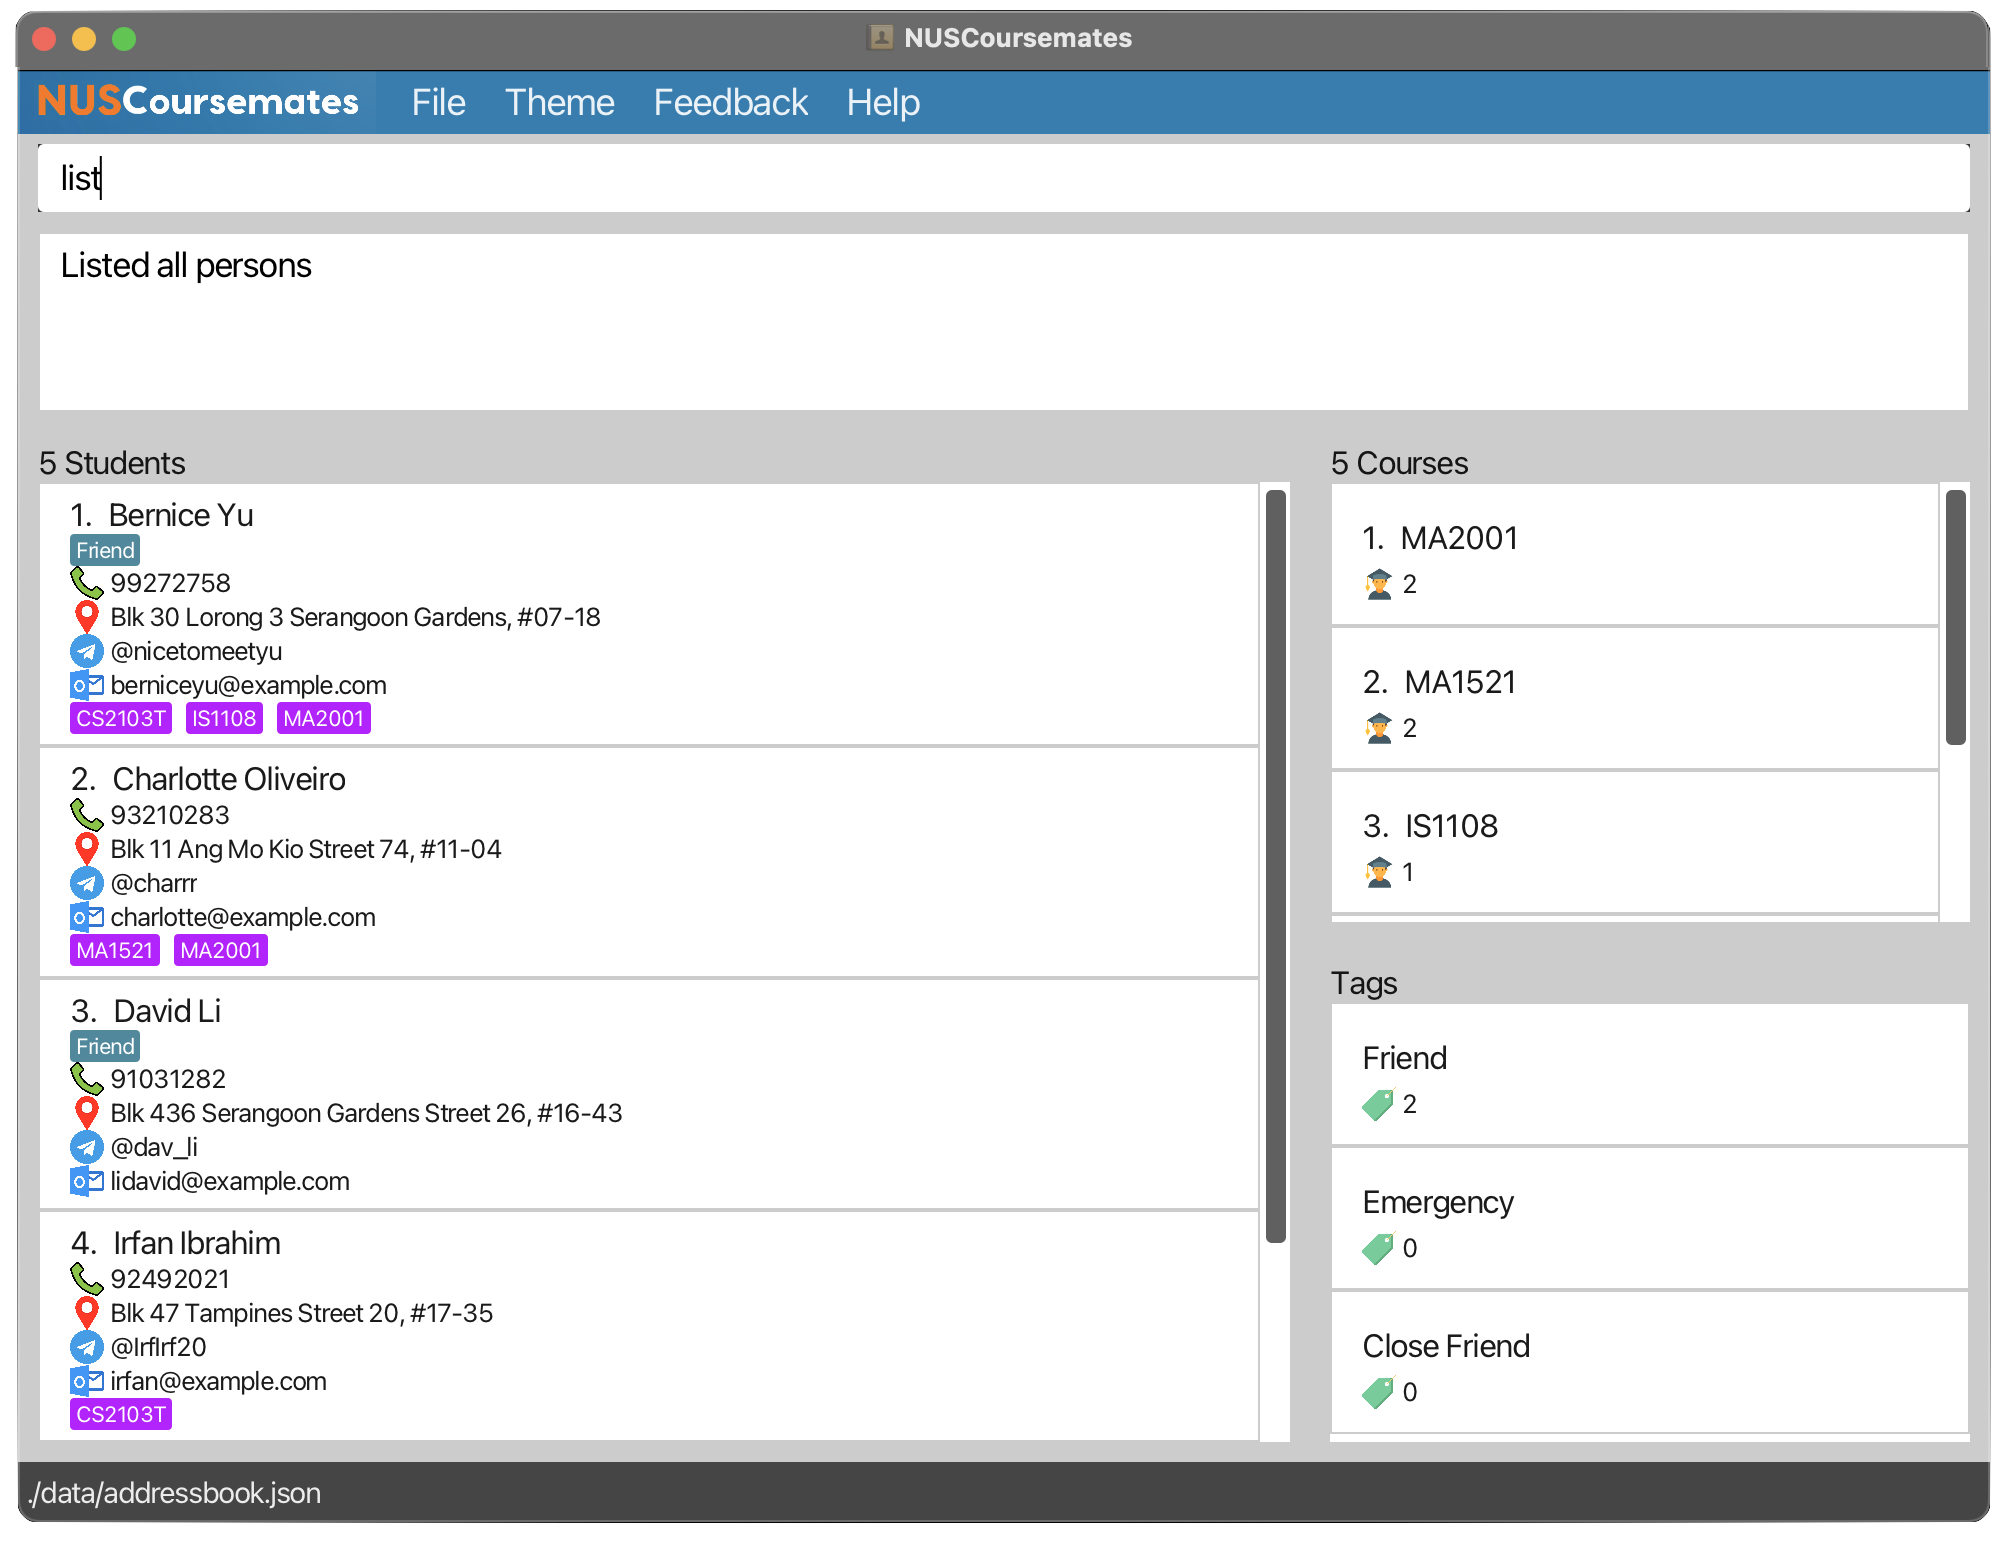 NUSCoursemates
NUSCoursemates File Theme Feedback Help
list
Listed all persons
5 Students
1. Bernice Yu
Friend
99272758
Blk 30 Lorong 3 Serangoon Gardens, #07-18
@nicetomeetyu
berniceyu@example.com
CS2103T IS1108 MA2001
2. Charlotte Oliveiro
93210283
Blk 11 Ang Mo Kio Street 74, #11-04
@charrr
charlotte@example.com
MA1521 MA2001
3. David Li
Friend
91031282
Blk 436 Serangoon Gardens Street 26, #16-43
@dav_li
lidavid@example.com
4. Irfan Ibrahim
92492021
Blk 47 Tampines Street 20, #17-35
@IrfIrf20
irfan@example.com
CS2103T
5 Courses
1. MA2001
2
2. MA1521
2
3. IS1108
1
Tags
Friend
2
Emergency
0
Close Friend
0
./data/addressbook.json